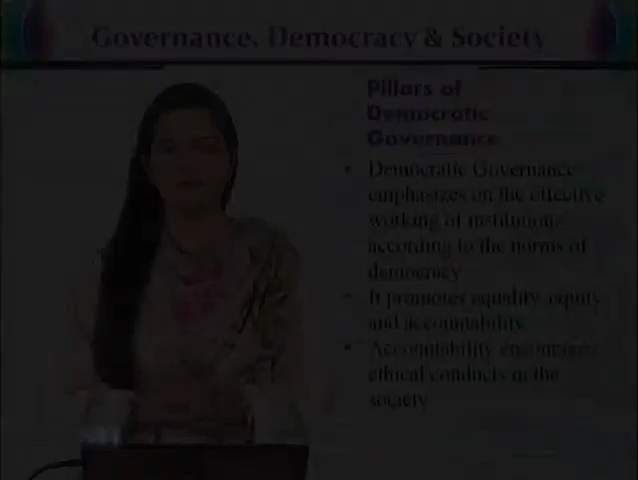 Governance, Democracy & Society
Pillars of
Democratic
Governance
• Democratic Governance
emphasizes on the effective
working of institutions
according to the norms of
democracy
• It promotes equality, equity
and accountability
• Accountability encourages
ethical conducts in the
society